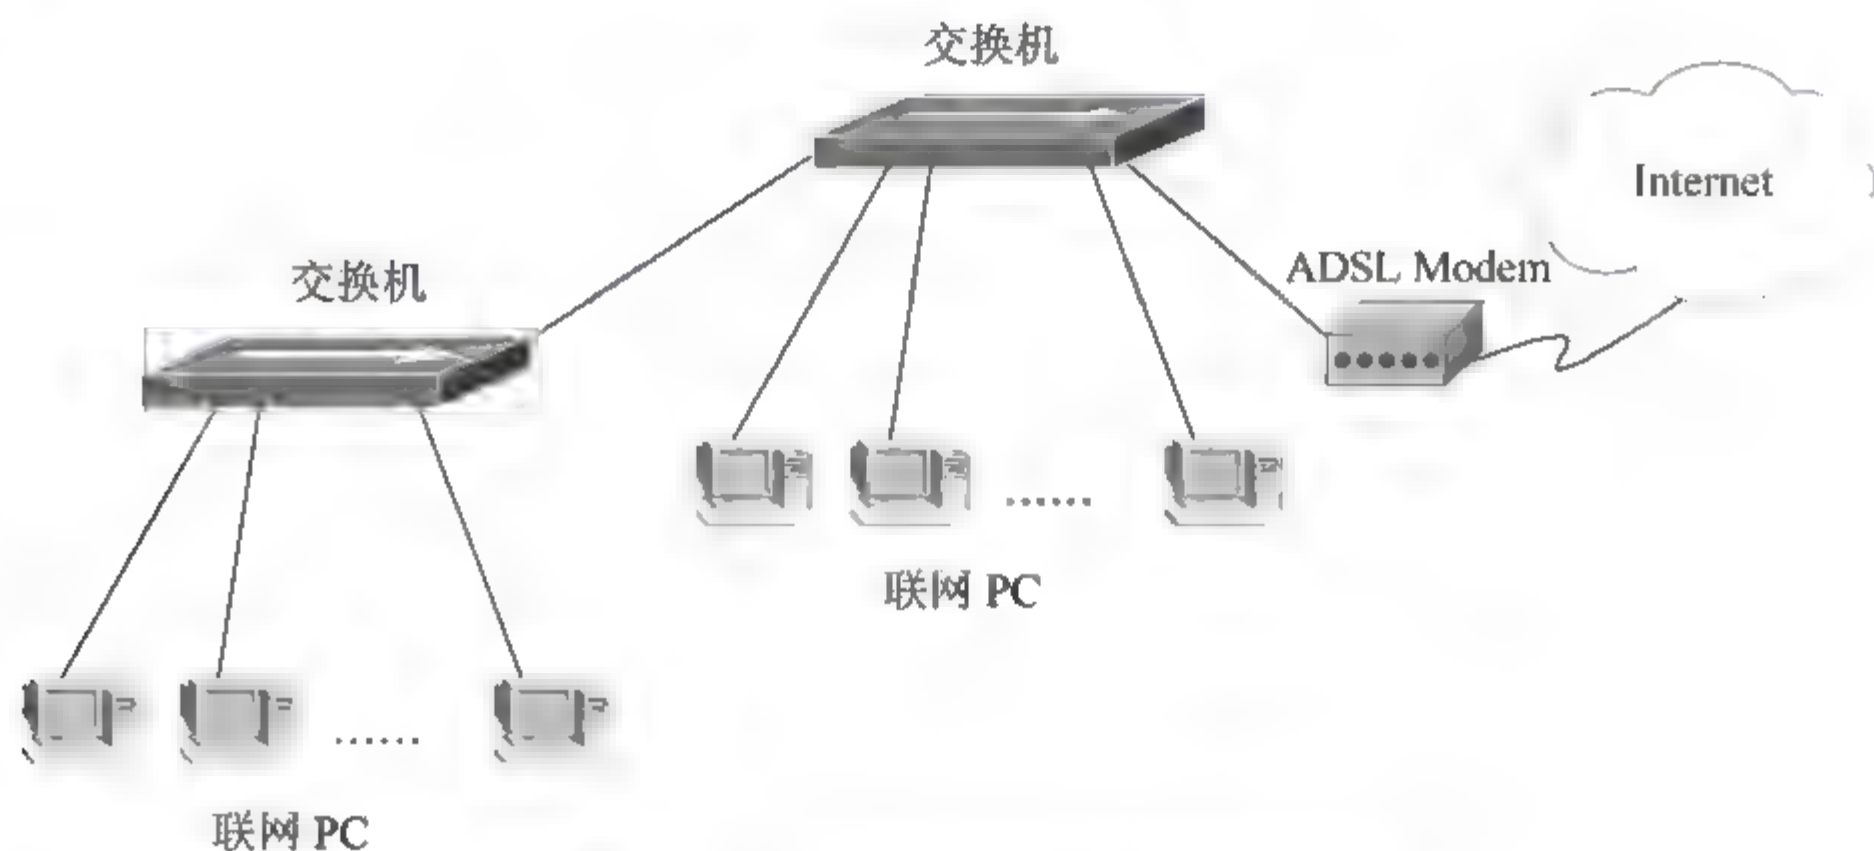 交换机
Internet
ADSL Modem
交换机
……
联网 PC
……
联网 PC